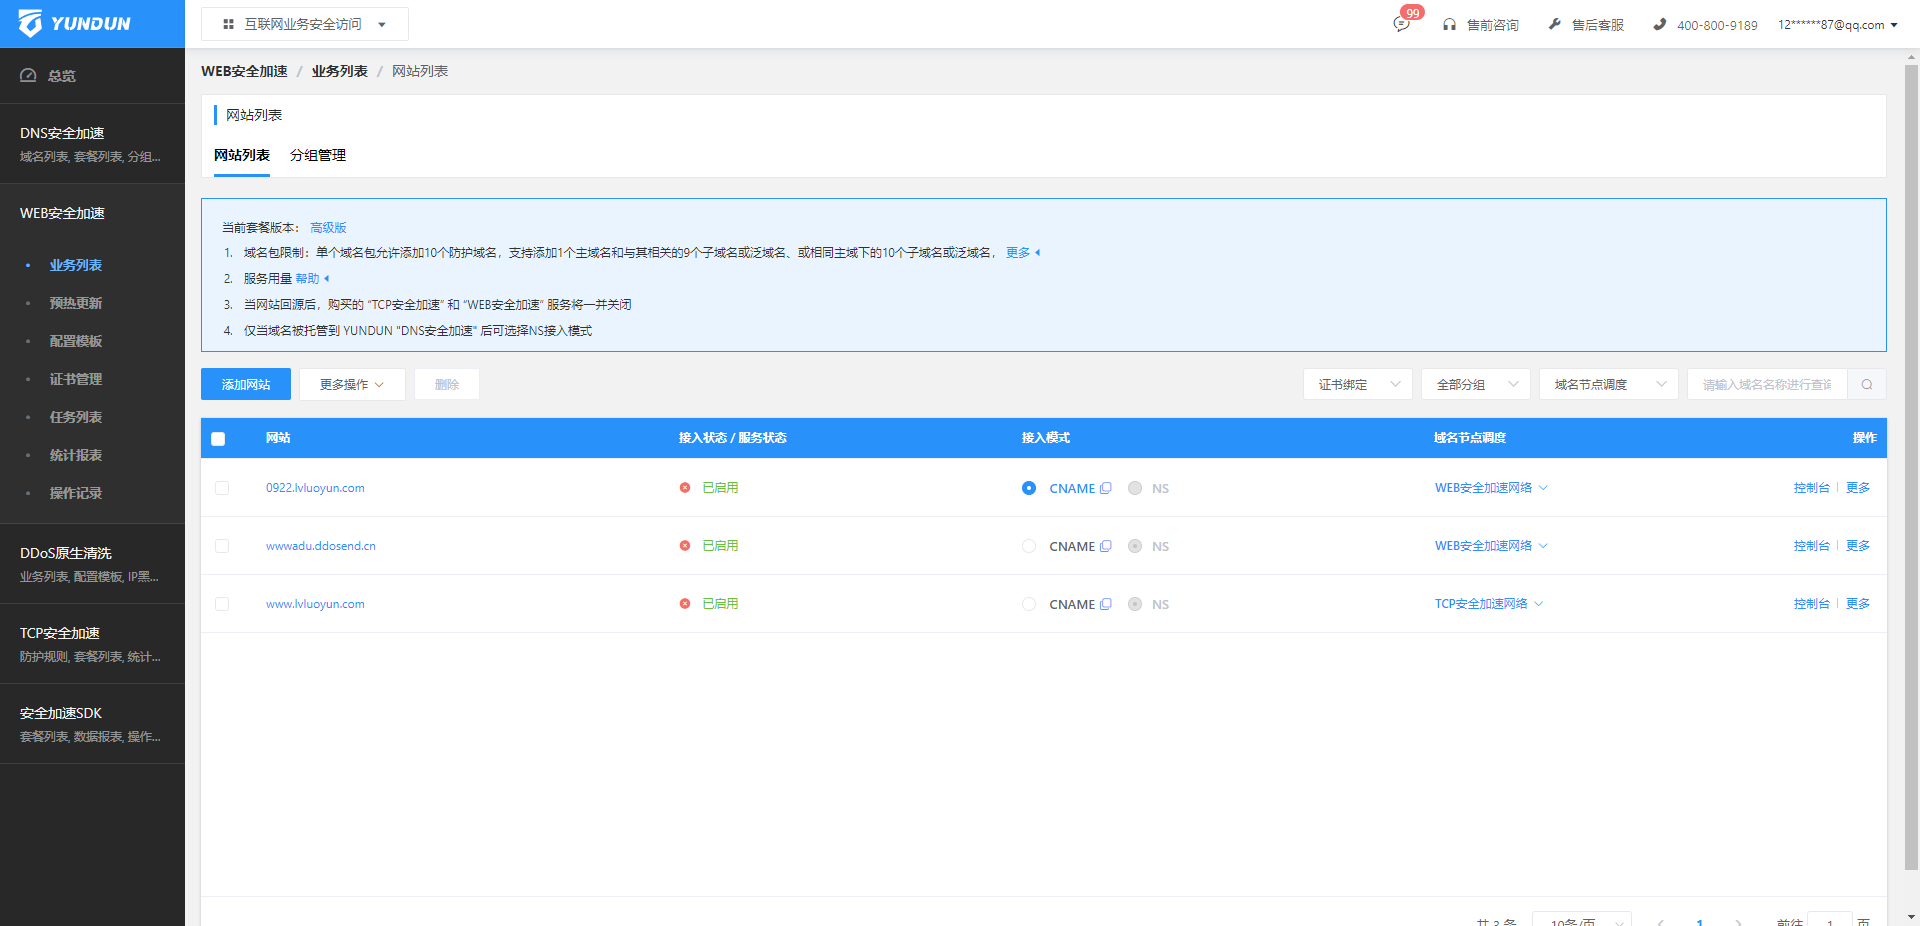 YUNDUN
互联网业务安全访问
99
售前咨询
售后客服
400-800-9189
12******87@qq.com
总览
DNS安全加速
域名列表, 套餐列表, 分组...
WEB安全加速
业务列表
预热更新
配置模板
证书管理
任务列表
统计报表
操作记录
DDoS原生清洗
业务列表, 配置模板, IP黑...
TCP安全加速
防护规则, 套餐列表, 统计...
安全加速SDK
套餐列表, 数据报表, 操作...
WEB安全加速 / 业务列表 / 网站列表
网站列表
网站列表 分组管理
当前套餐版本： 高级版
1. 域名包限制：单个域名包允许添加10个防护域名，支持添加1个主域名和与其相关的9个子域名或泛域名、或相同主域下的10个子域名或泛域名， 更多
2. 服务用量 帮助
3. 当网站回源后，购买的 “TCP安全加速” 和 “WEB安全加速” 服务将一并关闭
4. 仅当域名被托管到 YUNDUN "DNS安全加速" 后可选择NS接入模式
添加网站 更多操作 删除 证书绑定 全部分组 域名节点调度 请输入域名名称进行查询
网站 接入状态 / 服务状态 接入模式 域名节点调度 操作
0922.lvluoyun.com 已启用 CNAME NS WEB安全加速网络 控制台 更多
wwwadu.ddosend.cn 已启用 CNAME NS WEB安全加速网络 控制台 更多
www.lvluoyun.com 已启用 CNAME NS TCP安全加速网络 控制台 更多
共 3 条 10条/页 1 前往 1 页